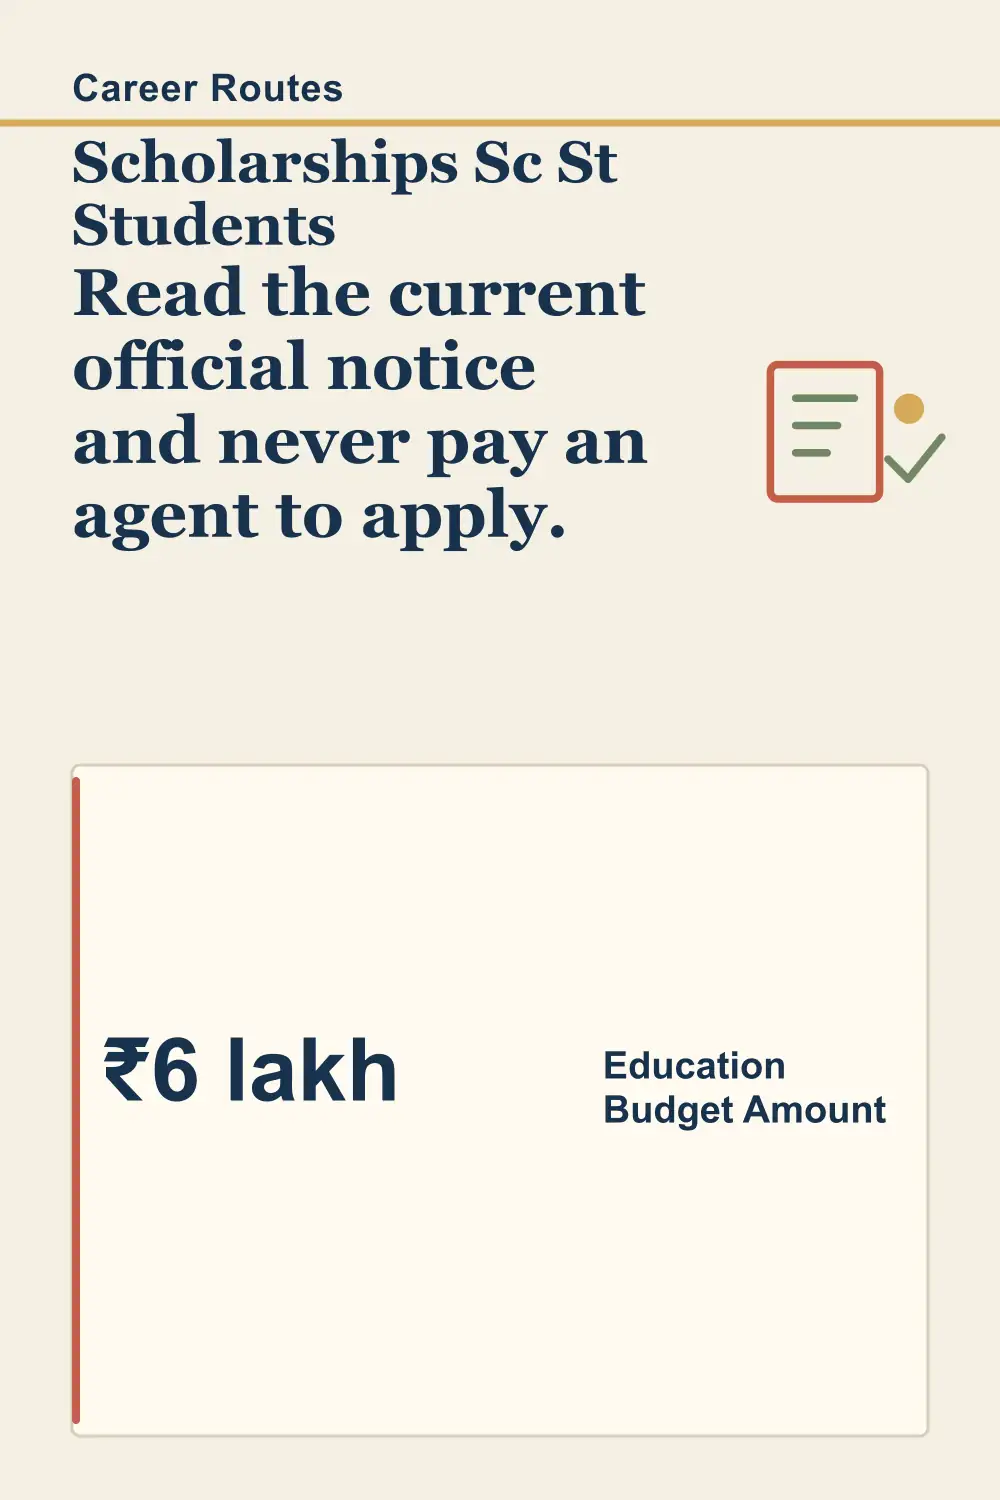 Career Routes
Scholarships Sc St
Students
Read the current
official notice
and never pay an
agent to apply.
₹6 lakh
Education
Budget Amount